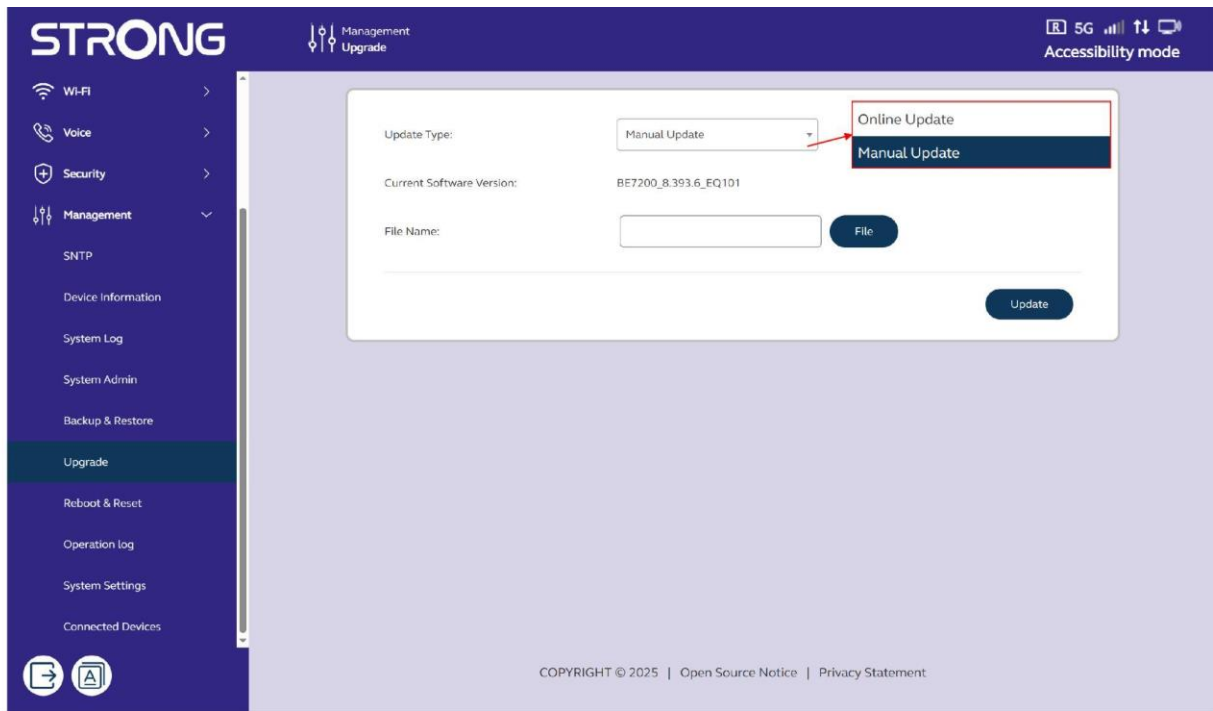 STRONG
Management
Upgrade
R 5G
Accessibility mode
Wi-Fi
Voice
Security
Management
SNTP
Device Information
System Log
System Admin
Backup & Restore
Upgrade
Reboot & Reset
Operation log
System Settings
Connected Devices
A
Update Type:
Manual Update
Online Update
Manual Update
Current Software Version:
BE7200_8.393.6_EQ101
File Name:
File
Update
COPYRIGHT © 2025 | Open Source Notice | Privacy Statement